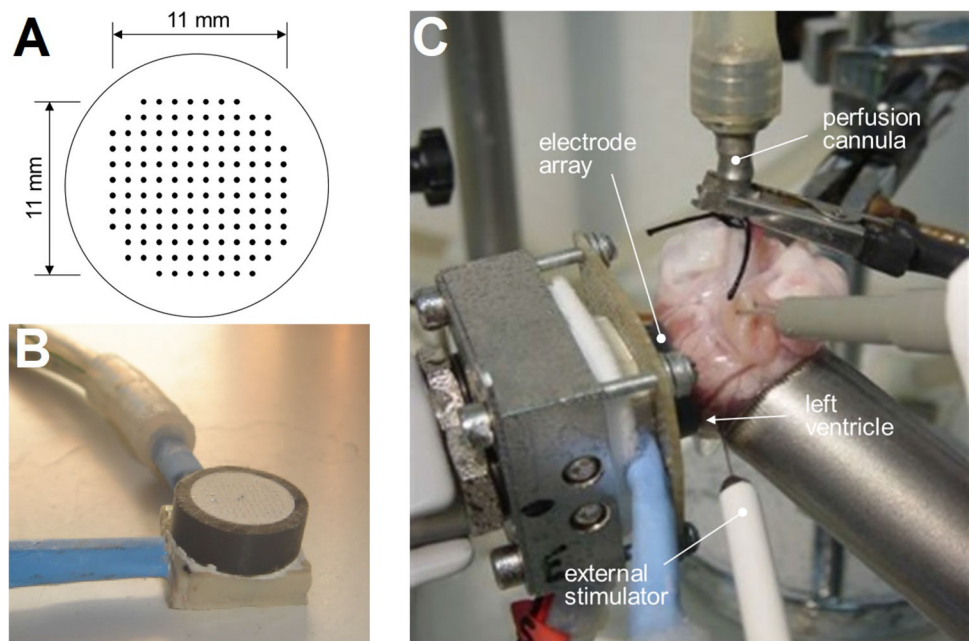 A
11 mm
11 mm
B
C
electrode
array
perfusion
cannula
left
ventricle
external
stimulator